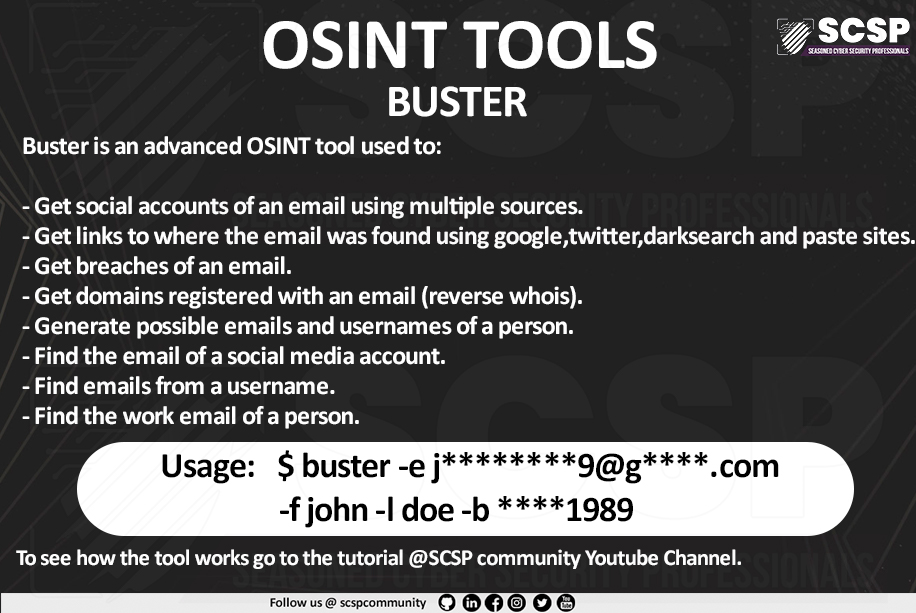 OSINT TOOLS
SCSP
SEASONED CYBER SECURITY PROFESSIONALS
BUSTER
Buster is an advanced OSINT tool used to:
- Get social accounts of an email using multiple sources.
- Get links to where the email was found using google,twitter,darksearch and paste sites.
- Get breaches of an email.
- Get domains registered with an email (reverse whois).
- Generate possible emails and usernames of a person.
- Find the email of a social media account.
- Find emails from a username.
- Find the work email of a person.
Usage: $ buster -e j********9@g****.com
-f john -l doe -b ****1989
To see how the tool works go to the tutorial @SCSP community Youtube Channel.
Follow us @ scspcommunity